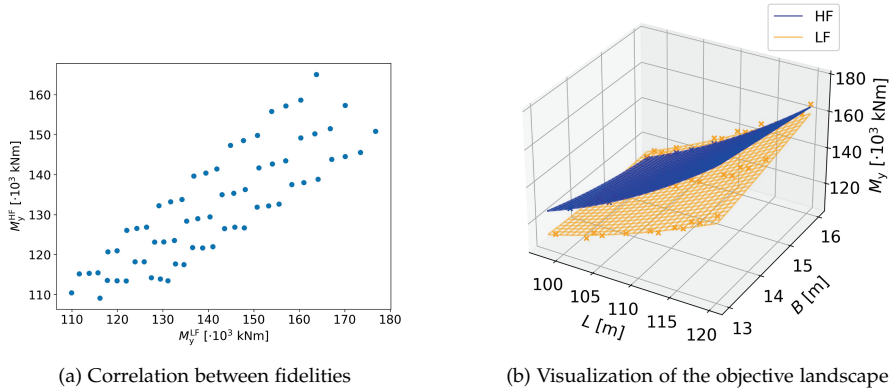 160
150
140
130
120
110
M_y^HF [·10³ kNm]
110 120 130 140 150 160 170 180
M_y^LF [·10³ kNm]
(a) Correlation between fidelities
HF
LF
180
160
140
120
M_y [·10³ kNm]
100 105 110 115 120
L [m]
13 14 15 16
B [m]
(b) Visualization of the objective landscape